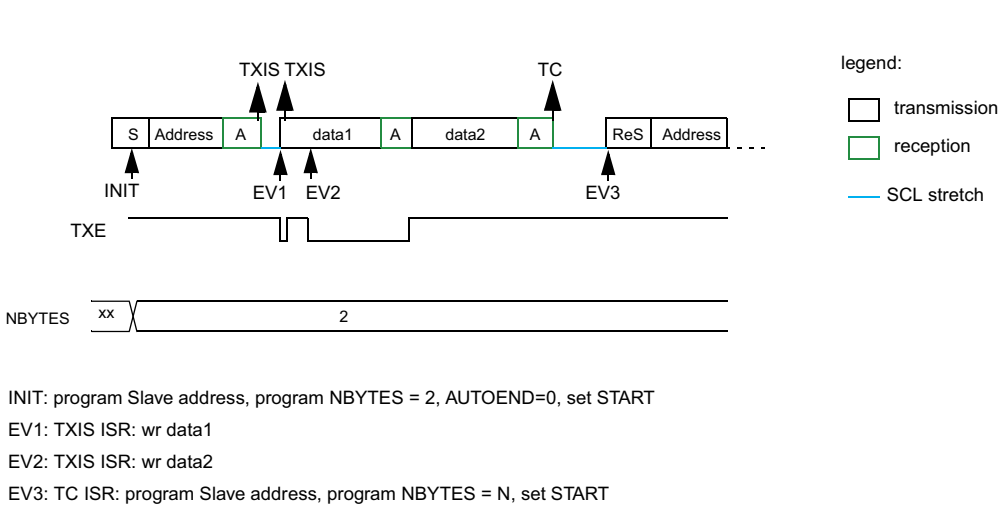 TXIS TXIS
TC
legend:
S Address A data1 A data2 A ReS Address
transmission
reception
INIT
EV1 EV2
EV3
SCL stretch
TXE
NBYTES xx 2
INIT: program Slave address, program NBYTES = 2, AUTOEND=0, set START
EV1: TXIS ISR: wr data1
EV2: TXIS ISR: wr data2
EV3: TC ISR: program Slave address, program NBYTES = N, set START